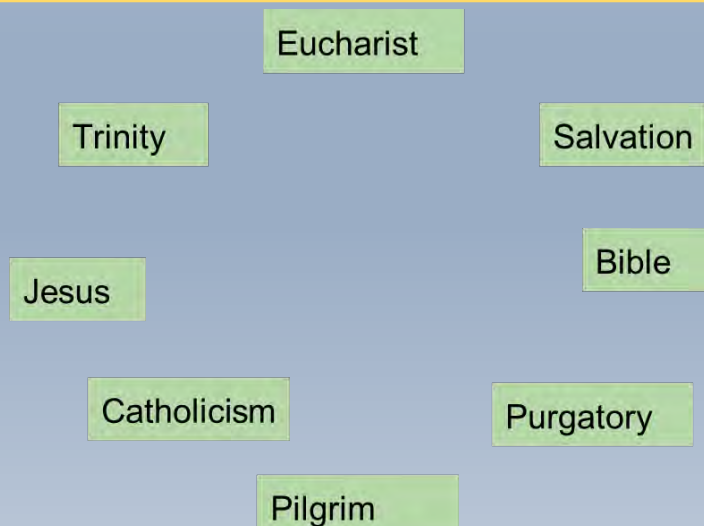 Eucharist
Trinity
Salvation
Bible
Jesus
Catholicism
Purgatory
Pilgrim